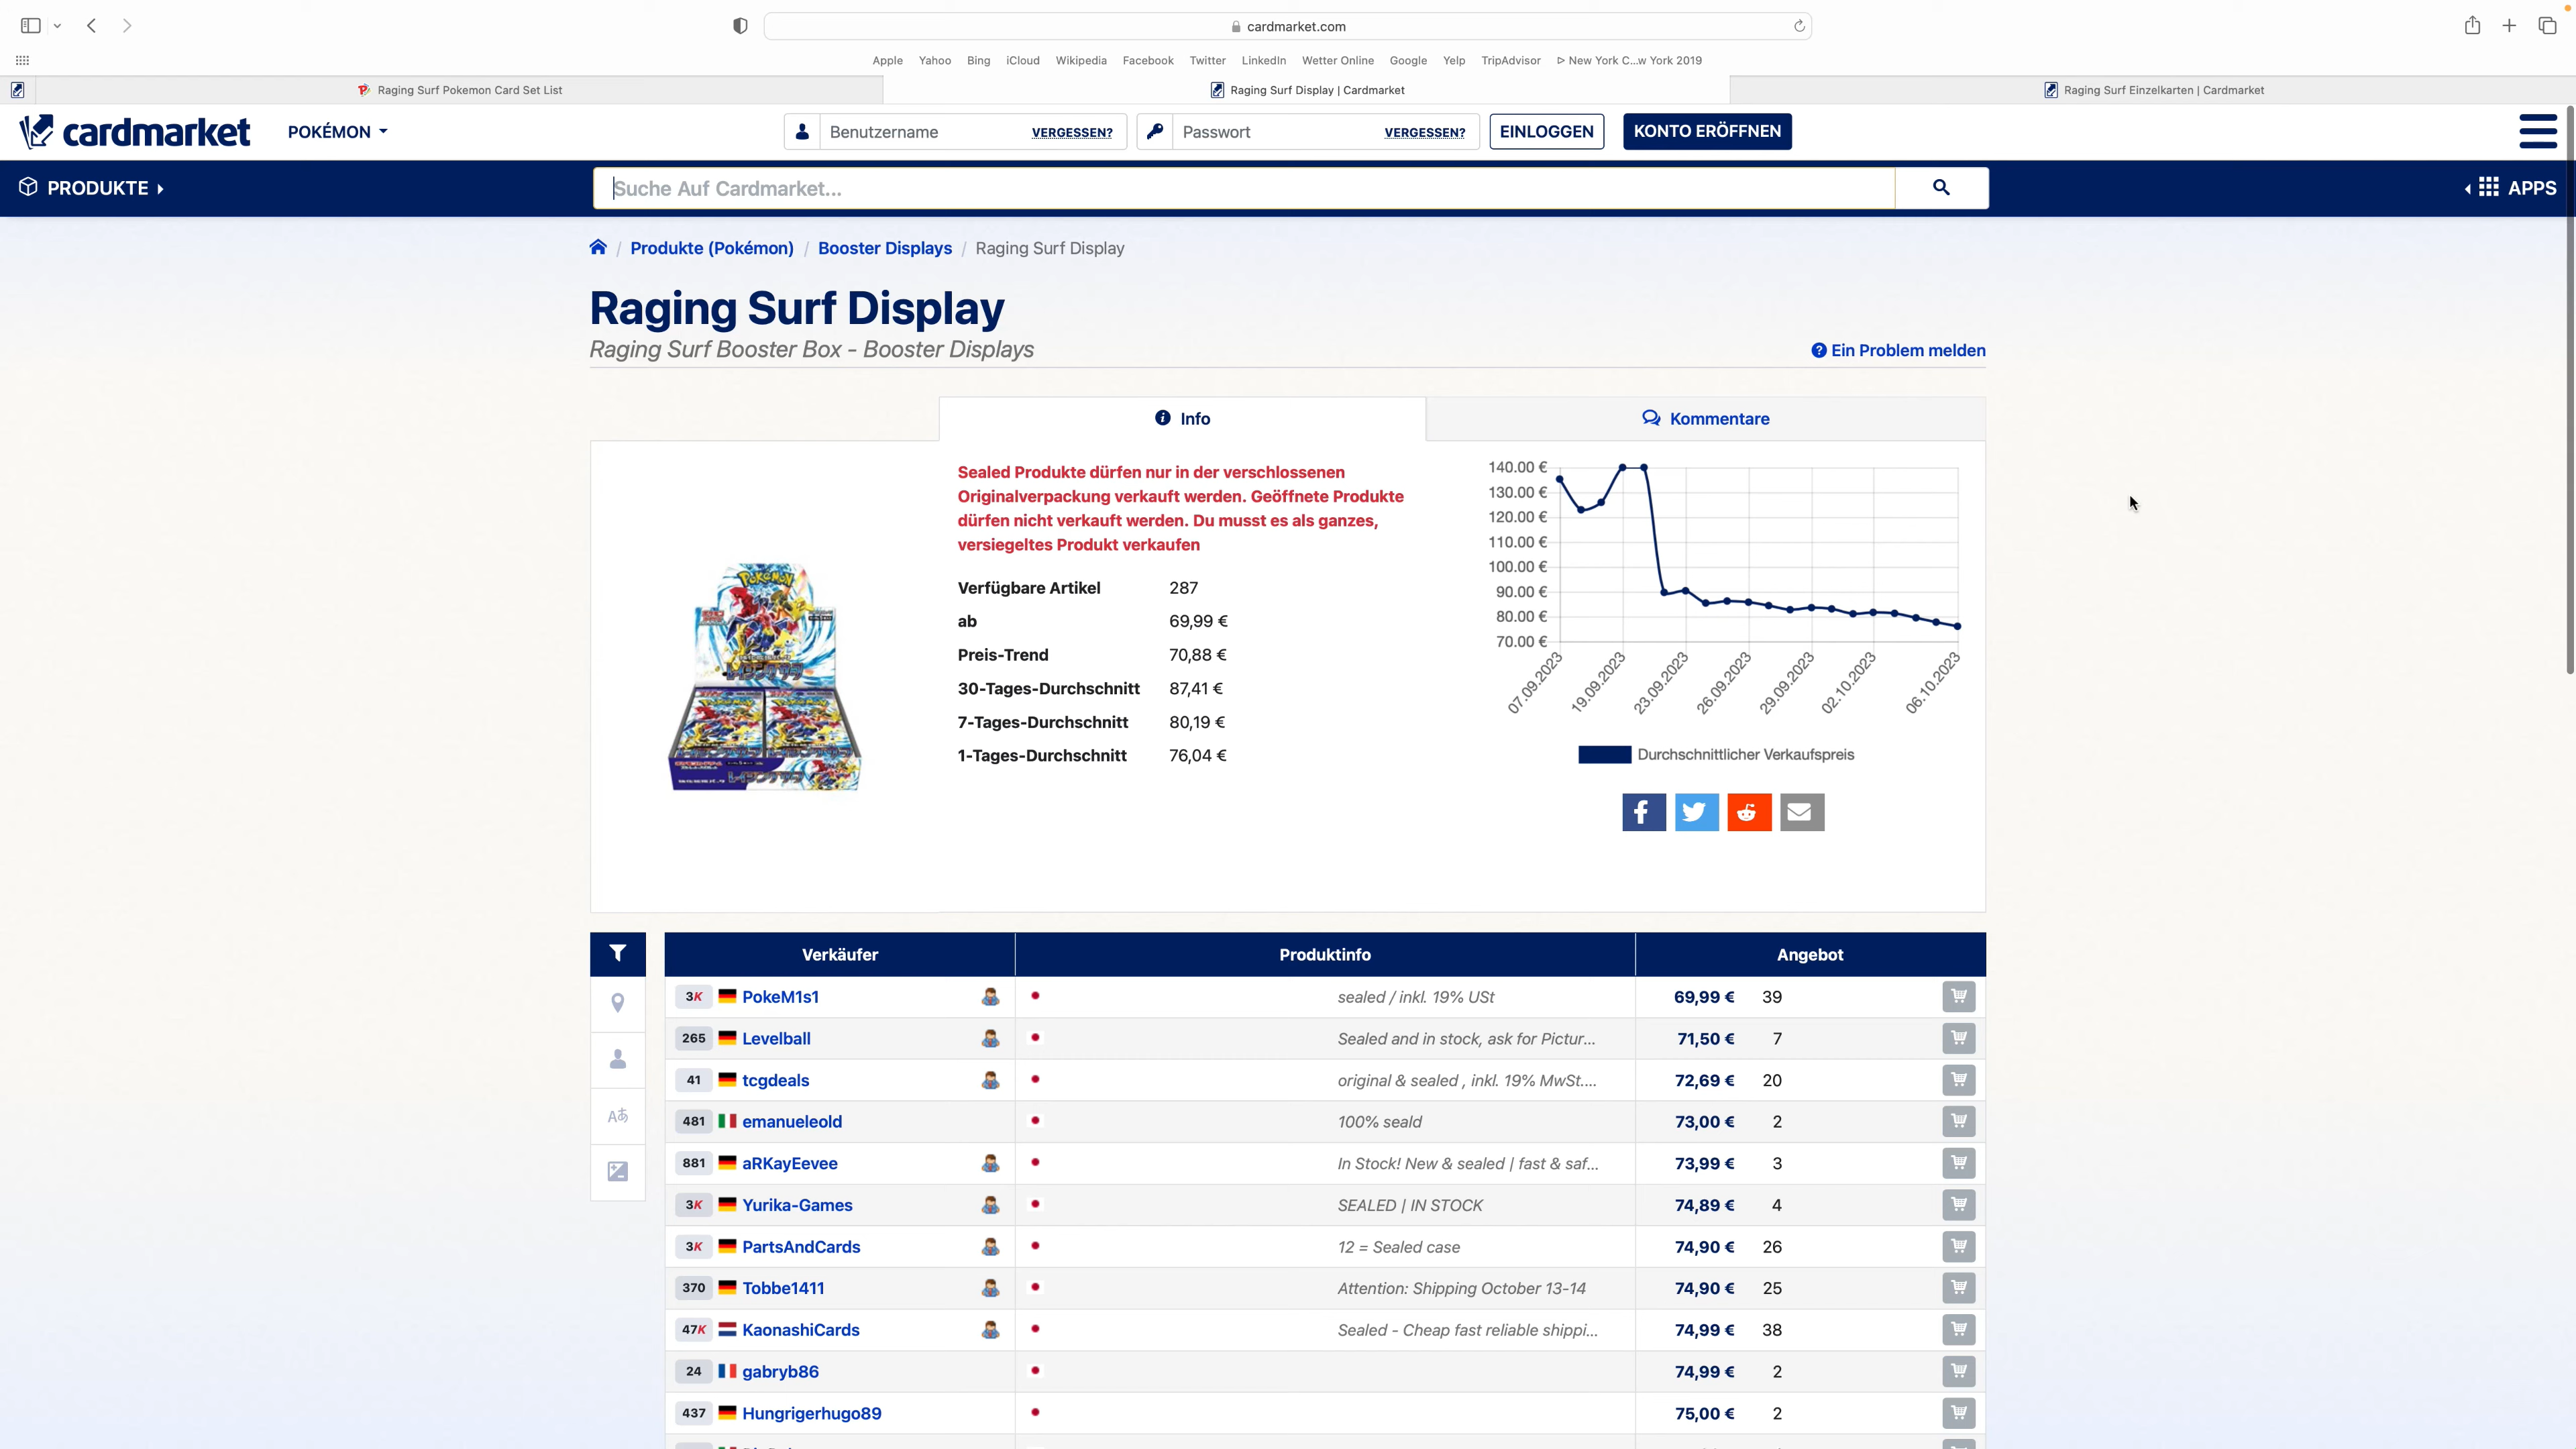 cardmarket.com
Apple Yahoo Bing iCloud Wikipedia Facebook Twitter LinkedIn Wetter Online Google Yelp TripAdvisor ᐅ New York C...w York 2019
Raging Surf Pokemon Card Set List
Raging Surf Display | Cardmarket
Raging Surf Einzelkarten | Cardmarket
cardmarket
POKÉMON
Benutzername VERGESSEN?
Passwort VERGESSEN?
EINLOGGEN
KONTO ERÖFFNEN
PRODUKTE
Suche Auf Cardmarket...
APPS
/ Produkte (Pokémon) / Booster Displays / Raging Surf Display
Raging Surf Display
Raging Surf Booster Box - Booster Displays
Ein Problem melden
Info
Kommentare
Sealed Produkte dürfen nur in der verschlossenen
Originalverpackung verkauft werden. Geöffnete Produkte
dürfen nicht verkauft werden. Du musst es als ganzes,
versiegeltes Produkt verkaufen
Verfügbare Artikel 287
ab 69,99 €
Preis-Trend 70,88 €
30-Tages-Durchschnitt 87,41 €
7-Tages-Durchschnitt 80,19 €
1-Tages-Durchschnitt 76,04 €
POKéMON
レイジングサーフ
140.00 €
130.00 €
120.00 €
110.00 €
100.00 €
90.00 €
80.00 €
70.00 €
07.09.2023
19.09.2023
23.09.2023
26.09.2023
29.09.2023
02.10.2023
06.10.2023
Durchschnittlicher Verkaufspreis
Verkäufer Produktinfo Angebot
3K PokeM1s1 sealed / inkl. 19% USt 69,99 € 39
265 Levelball Sealed and in stock, ask for Pictur... 71,50 € 7
41 tcgdeals original & sealed , inkl. 19% MwSt.... 72,69 € 20
481 emanueleold 100% seald 73,00 € 2
881 aRKayEevee In Stock! New & sealed | fast & saf... 73,99 € 3
3K Yurika-Games SEALED | IN STOCK 74,89 € 4
3K PartsAndCards 12 = Sealed case 74,90 € 26
370 Tobbe1411 Attention: Shipping October 13-14 74,90 € 25
47K KaonashiCards Sealed - Cheap fast reliable shippi... 74,99 € 38
24 gabryb86 74,99 € 2
437 Hungrigerhugo89 75,00 € 2
Aあ